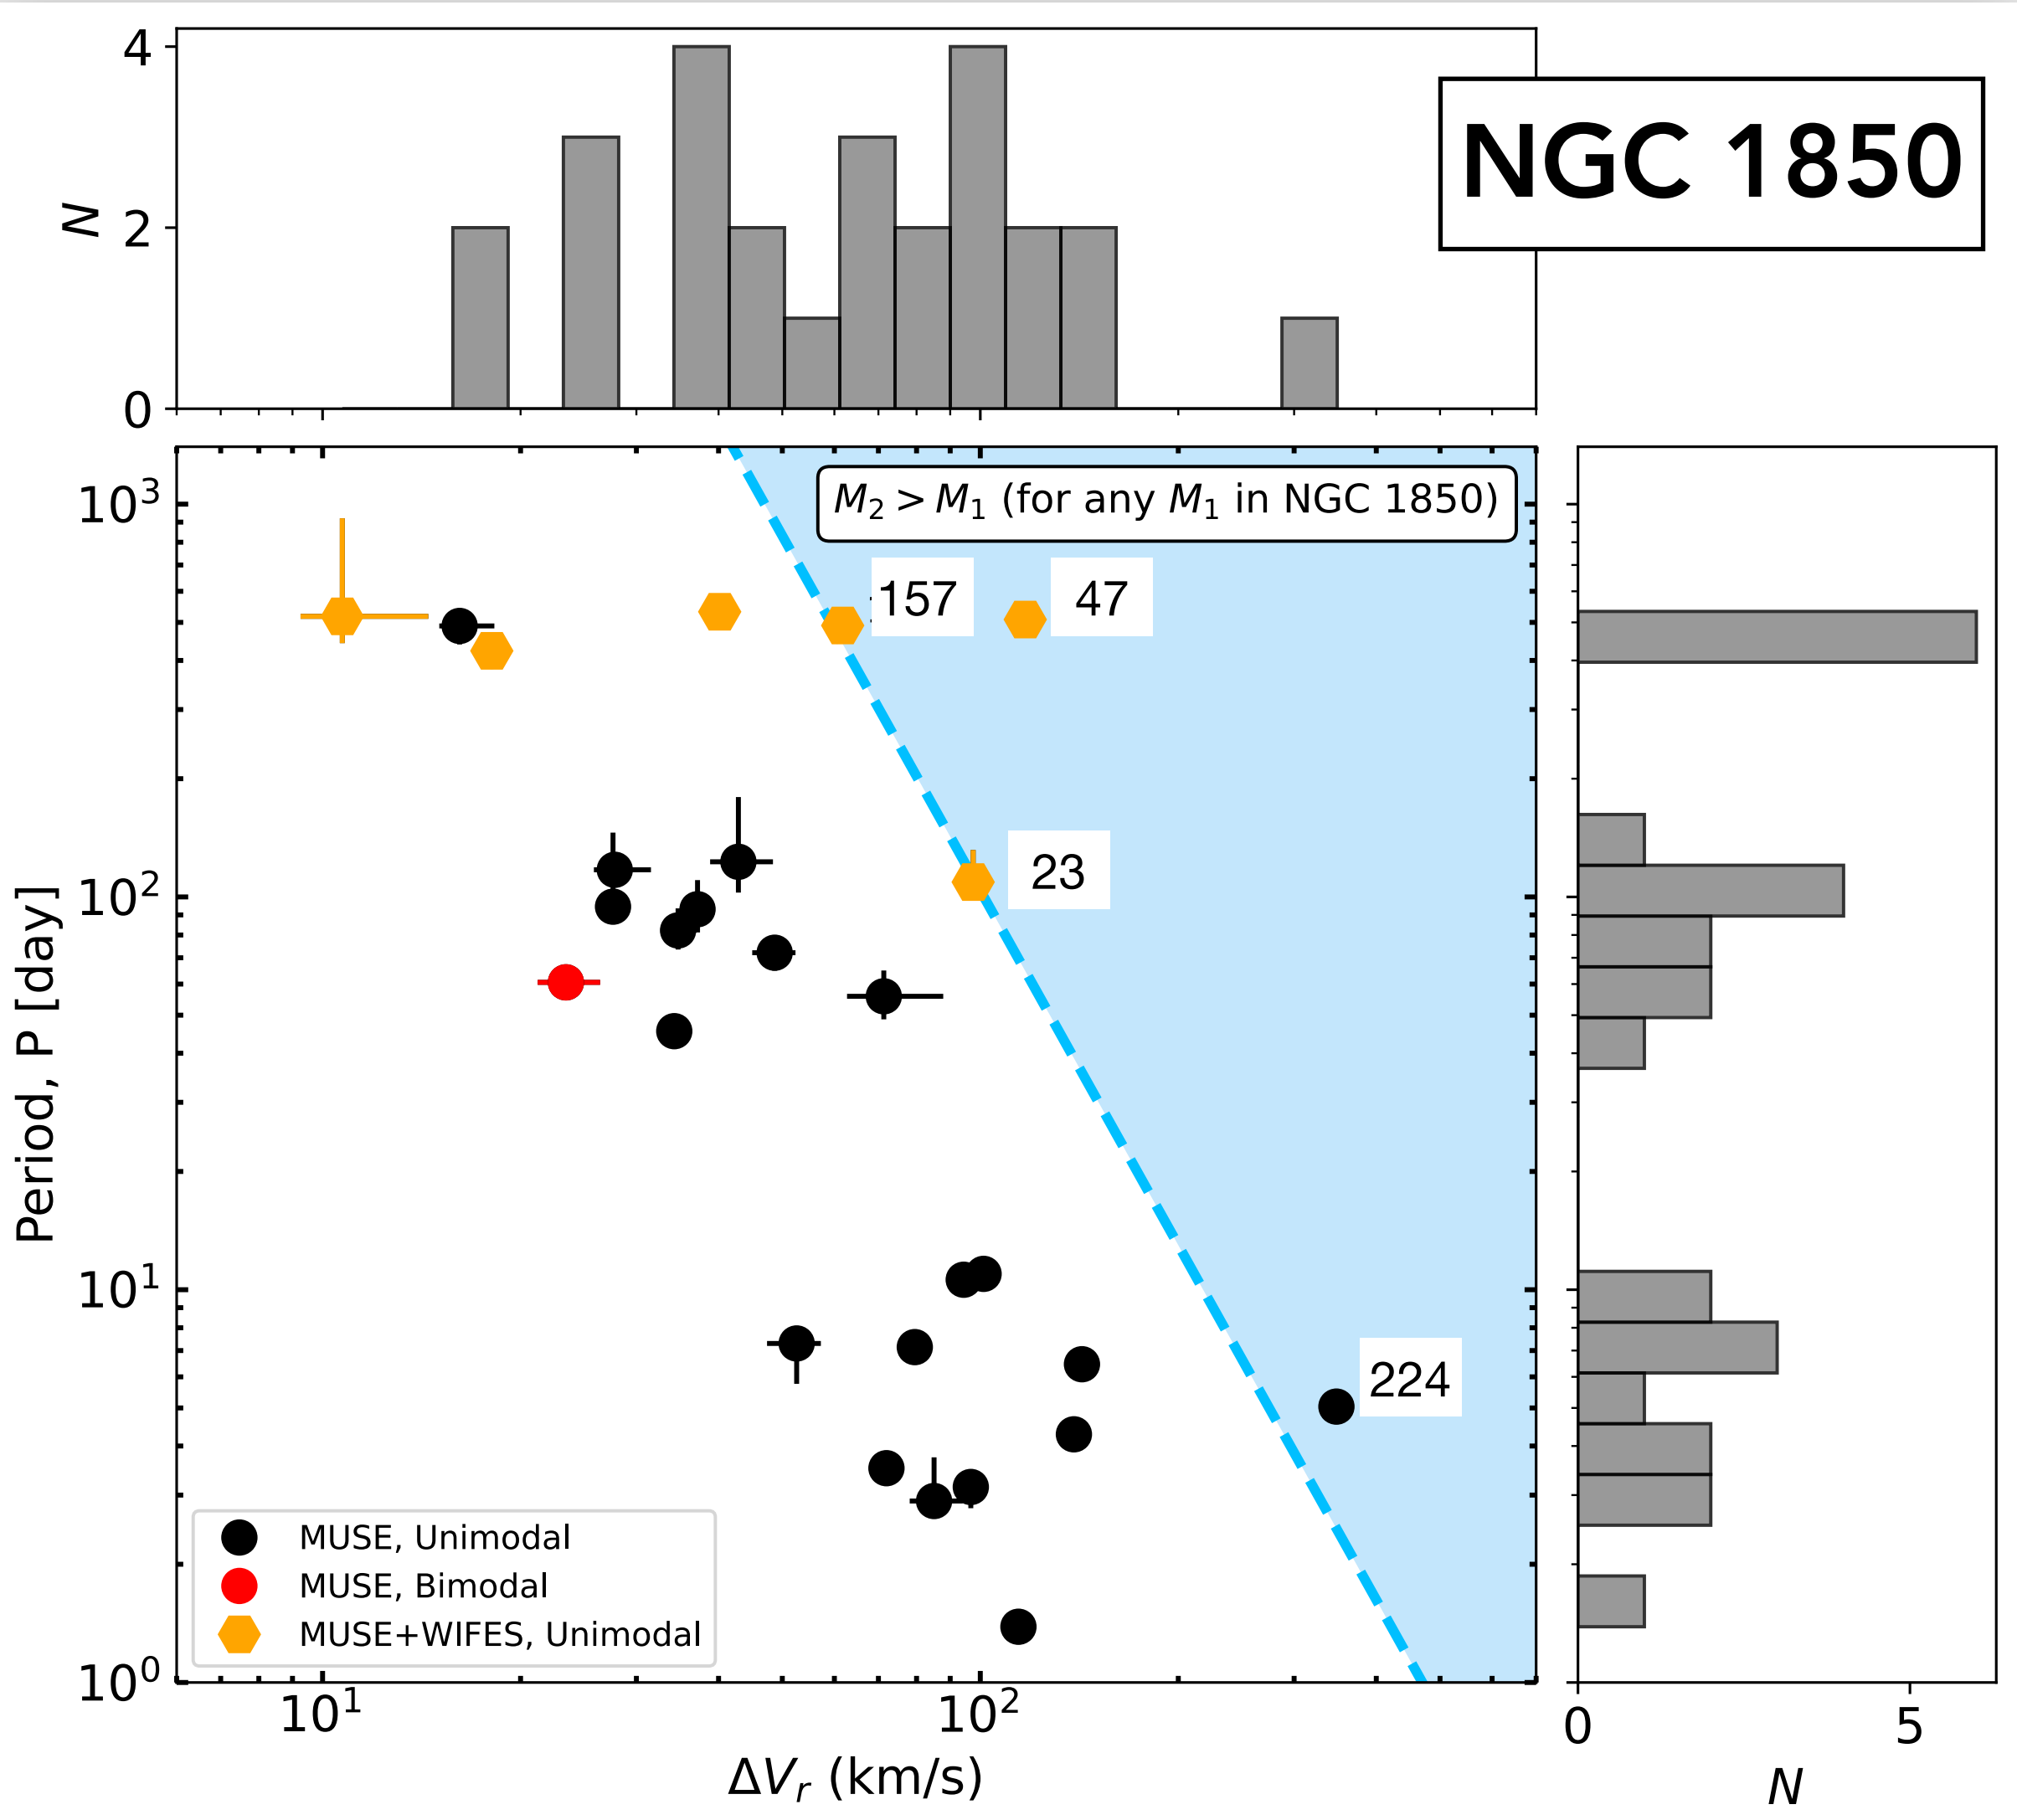 NGC 1850
4
2
0
N
M₂ > M₁ (for any M₁ in NGC 1850)
157
47
23
224
10³
10²
10¹
10⁰
Period, P [day]
MUSE, Unimodal
MUSE, Bimodal
MUSE+WIFES, Unimodal
10¹
10²
ΔVᵣ (km/s)
0
5
N